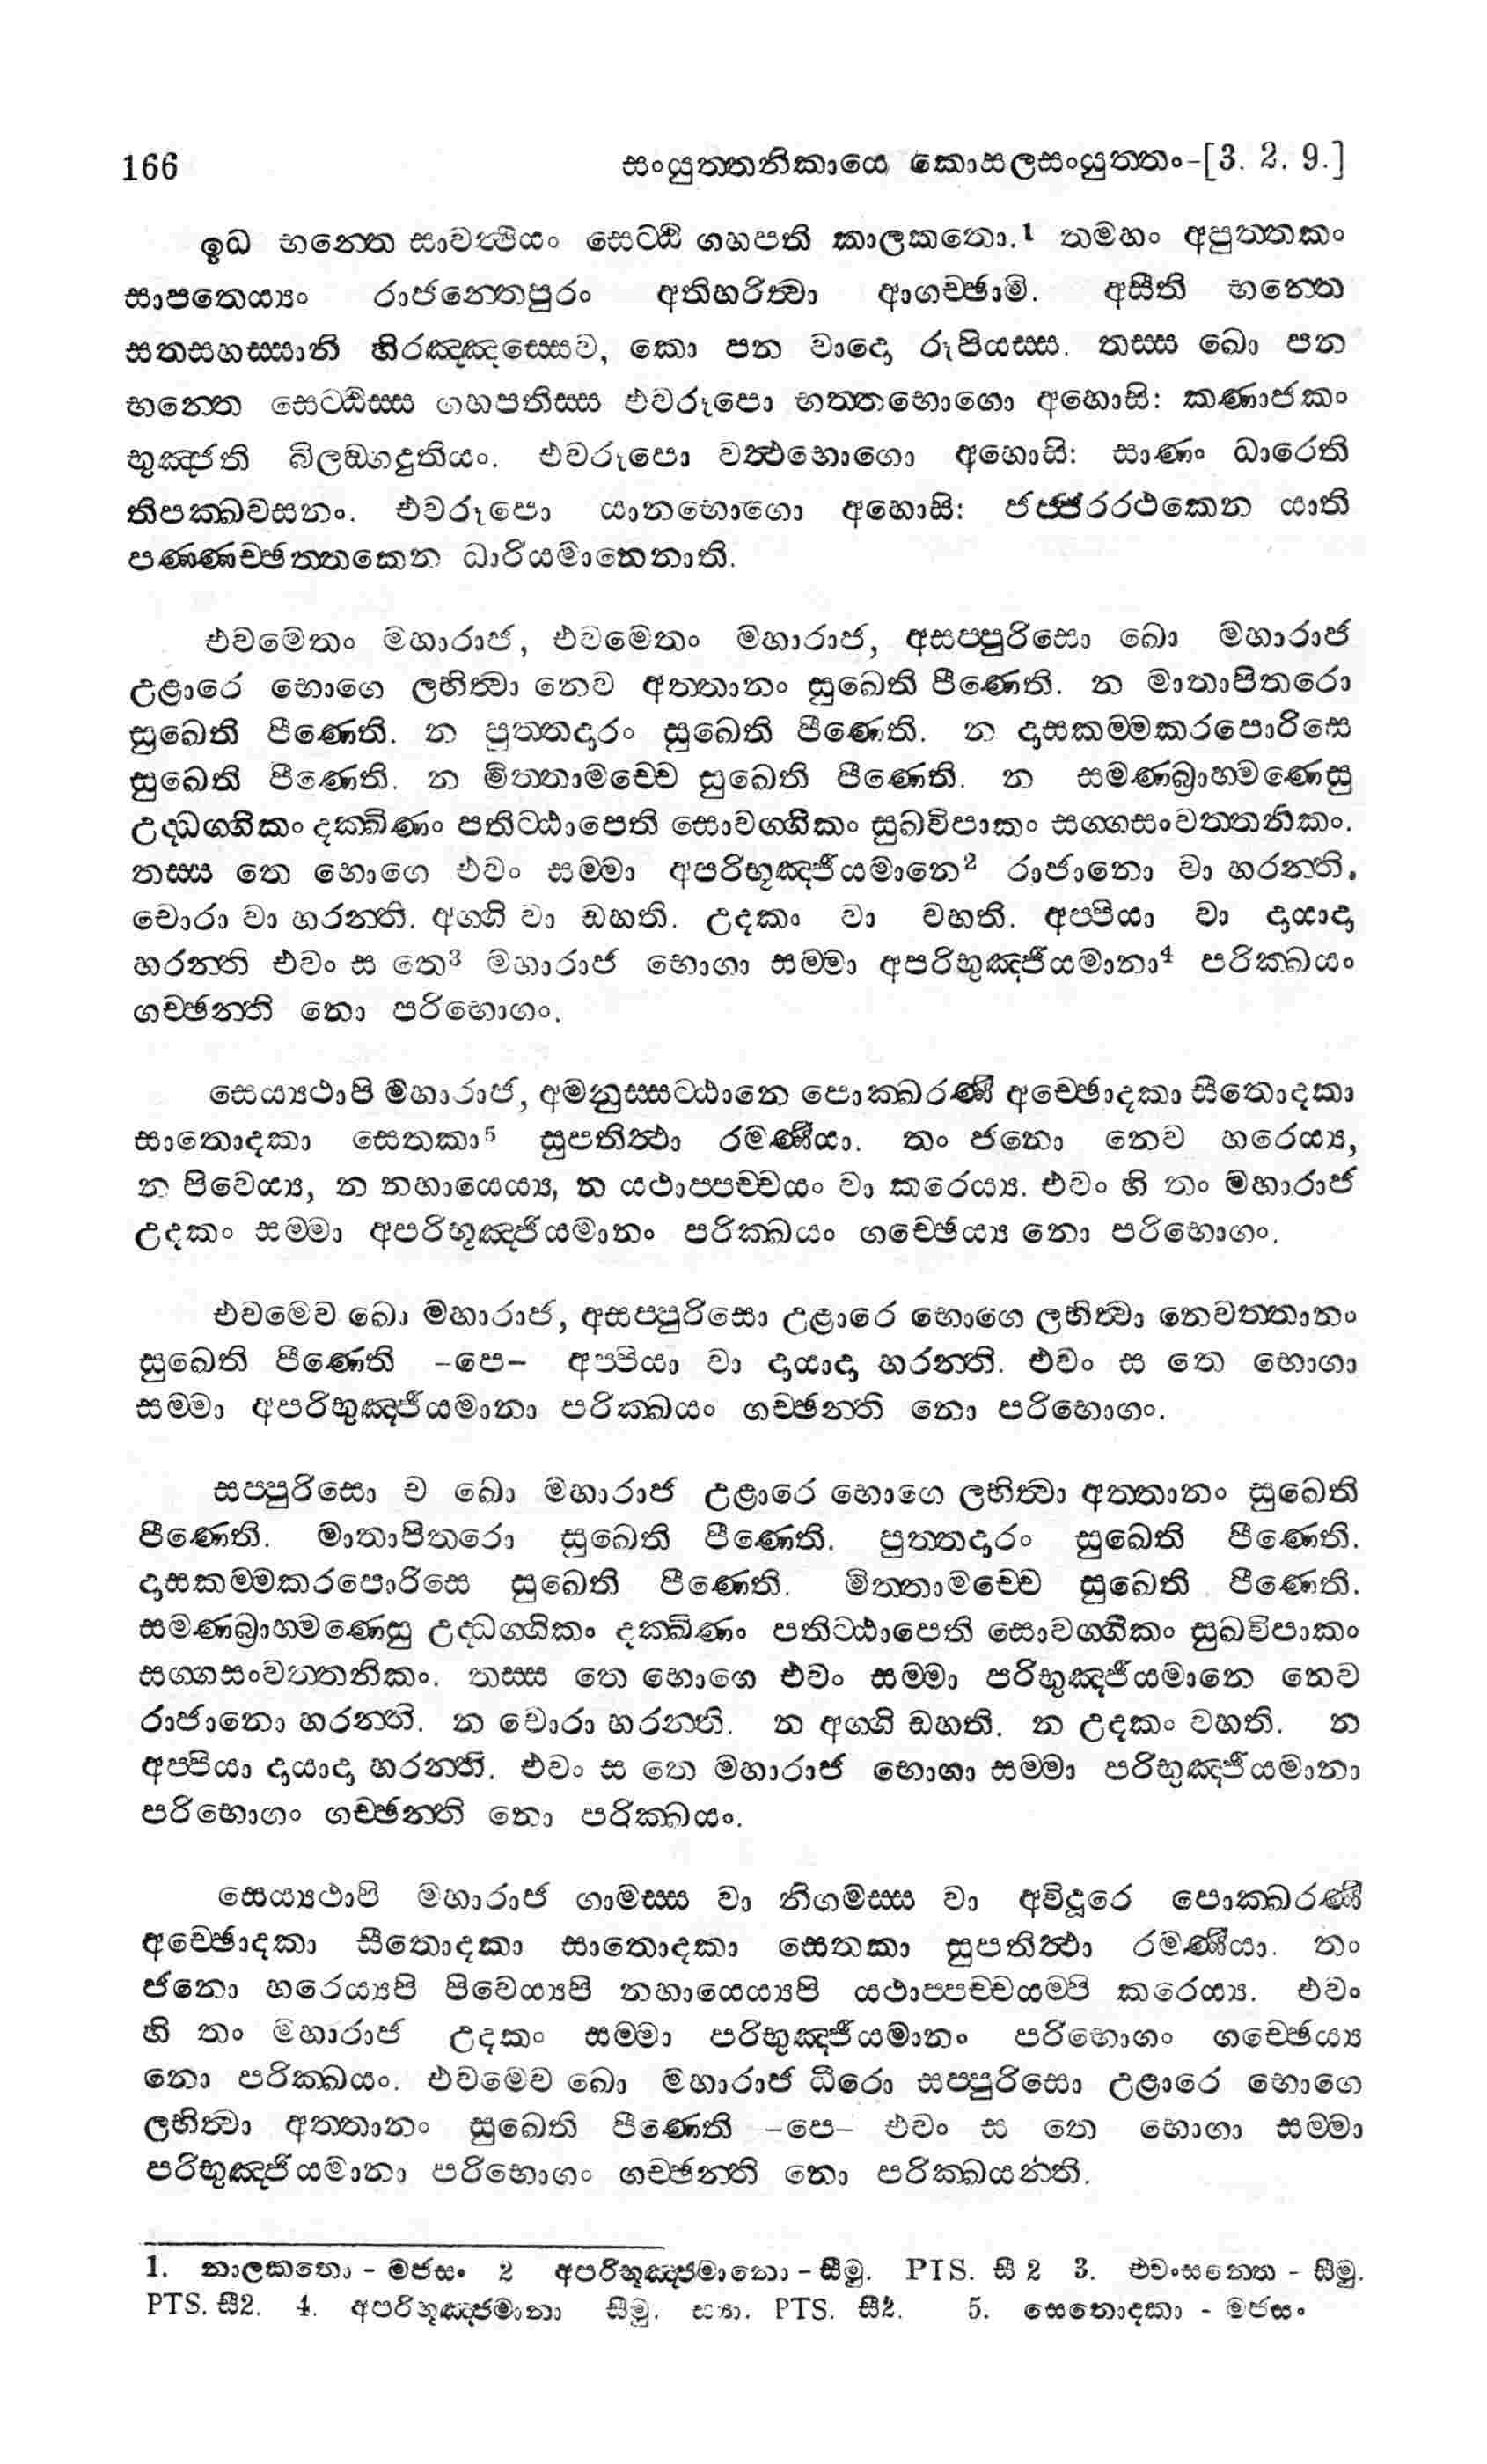 166 සංයුත්තනිකායෙ කොසලසංයුත්තං-[3. 2. 9.]
ඉධ භන්තෙ සාවත්ථියං සෙට්ඨි ගහපති කාලකතො.1 තමහං අපුත්තකං
සාපතෙය්‍යං රාජන්තෙපුරං අතිහරිත්‍වා ආගච්ඡාමි. අසීති භන්තෙ
සතසහස්සානි හිරඤ්ඤස්සෙව, කො පන වාදො රූපියස්ස. තස්ස ඛො පන
භන්තෙ සෙට්ඨිස්ස ගහපතිස්ස එවරූපො භත්තභොගො අහොසි: කණාජකං
භුඤ්ජති බිලඞ්ගදුතියං. එවරූපො වත්ථභොගො අහොසි: සාණං ධාරෙති
තිපක්ඛවසනං. එවරූපො යානභොගො අහොසි: ජජ්ජරරථකෙන යාති
පණ්ණච්ඡත්තකෙන ධාරියමානෙනාති.
එවමෙතං මහාරාජ, එවමෙතං මහාරාජ, අසප්පුරිසො ඛො මහාරාජ
උළාරෙ භොගෙ ලභිත්‍වා නෙව අත්තානං සුඛෙති පීණෙති. න මාතාපිතරො
සුඛෙති පීණෙති. න පුත්තදාරං සුඛෙති පීණෙති. න දාසකම්මකරපොරිසෙ
සුඛෙති පීණෙති. න මිත්තාමච්චෙ සුඛෙති පීණෙති. න සමණබ්‍රාහ්මණෙසු
උද්ධග්ගිකං දක්ඛිණං පතිට්ඨාපෙති සොවග්ගිකං සුඛවිපාකං සග්ගසංවත්තනිකං.
තස්ස තෙ භොගෙ එවං සම්මා අපරිභූඤ්ජියමානෙ2 රාජානො වා හරන්ති.
චොරා වා හරන්ති. අග්ගි වා ඩහති. උදකං වා වහති. අප්පියා වා දායාදා
හරන්ති එවං ස තෙ3 මහාරාජ භොගා සම්මා අපරිභුඤ්ජියමානා4 පරික්ඛයං
ගච්ඡන්ති නො පරිභොගං.
සෙය්‍යථාපි මහාරාජ, අමනුස්සට්ඨානෙ පොක්ඛරණී අච්ඡොදකා සීතොදකා
සාතොදකා සෙතකා5 සුපතිත්ථා රමණීයා. තං ජනො නෙව හරෙය්‍ය,
න පිවෙය්‍ය, න නහායෙය්‍ය, න යථාප්පච්චයං වා කරෙය්‍ය. එවං හි තං මහාරාජ
උදකං සම්මා අපරිභූඤ්ජියමානං පරික්ඛයං ගච්ඡෙය්‍ය නො පරිභොගං.
එවමෙව ඛො මහාරාජ, අසප්පුරිසො උළාරෙ භොගෙ ලභිත්‍වා නෙවත්තානං
සුඛෙති පීණෙති -පෙ- අප්පියා වා දායාදා හරන්ති. එවං ස තෙ භොගා
සම්මා අපරිභුඤ්ජියමානා පරික්ඛයං ගච්ඡන්ති නො පරිභොගං.
සප්පුරිසො ච ඛො මහාරාජ උළාරෙ භොගෙ ලභිත්‍වා අත්තානං සුඛෙති
පීණෙති. මාතාපිතරො සුඛෙති පීණෙති. පුත්තදාරං සුඛෙති පීණෙති.
දාසකම්මකරපොරිසෙ සුඛෙති පීණෙති. මිත්තාමච්චෙ සුඛෙති පීණෙති.
සමණබ්‍රාහ්මණෙසු උද්ධග්ගිකං දක්ඛිණං පතිට්ඨාපෙති සොවග්ගිකං සුඛවිපාකං
සග්ගසංවත්තනිකං. තස්ස තෙ භොගෙ එවං සම්මා පරිභුඤ්ජියමානෙ නෙව
රාජානො හරන්ති. න චොරා හරන්ති. න අග්ගි ඩහති. න උදකං වහති. න
අප්පියා දායාදා හරන්ති. එවං ස තෙ මහාරාජ භොගා සම්මා පරිභුඤ්ජියමානා
පරිභොගං ගච්ඡන්ති නො පරික්ඛයං.
සෙය්‍යථාපි මහාරාජ ගාමස්ස වා නිගමස්ස වා අවිදූරෙ පොක්ඛරණී
අච්ඡොදකා සීතොදකා සාතොදකා සෙතකා සුපතිත්ථා රමණීයා. තං
ජනො හරෙය්‍යපි පිවෙය්‍යපි නහායෙය්‍යපි යථාප්පච්චයම්පි කරෙය්‍ය. එවං
හි තං මහාරාජ උදකං සම්මා පරිභුඤ්ජියමානං පරිභොගං ගච්ඡෙය්‍ය
නො පරික්ඛයං. එවමෙව ඛො මහාරාජ ධීරො සප්පුරිසො උළාරෙ භොගෙ
ලභිත්‍වා අත්තානං සුඛෙති පීණෙති -පෙ- එවං ස තෙ භොගා සම්මා
පරිභුඤ්ජියමානා පරිභොගං ගච්ඡන්ති නො පරික්ඛයන්ති.
1. කාලකතො - මජසං 2 අපරිභූඤ්ජමානො - සීමු. PTS. සී 2 3. එවංසන්තෙ - සීමු.
PTS. සී2. 4. අපරිභූඤ්ජමානා සීමු. ස්‍යා. PTS. සී2. 5. සෙතොදකා - මජසං